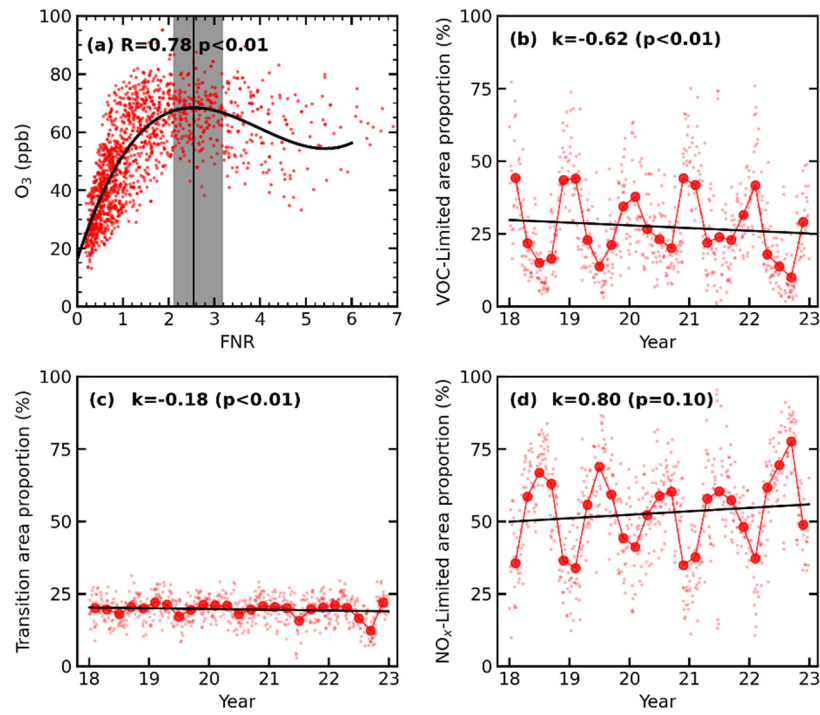 (a) R=0.78 p<0.01
100
80
60
40
20
0
O3 (ppb)
0 1 2 3 4 5 6 7
FNR
(b) k=-0.62 (p<0.01)
100
75
50
25
0
VOC-Limited area proportion (%)
18 19 20 21 22 23
Year
(c) k=-0.18 (p<0.01)
100
75
50
25
0
Transition area proportion (%)
18 19 20 21 22 23
Year
(d) k=0.80 (p=0.10)
100
75
50
25
0
NOx-Limited area proportion (%)
18 19 20 21 22 23
Year